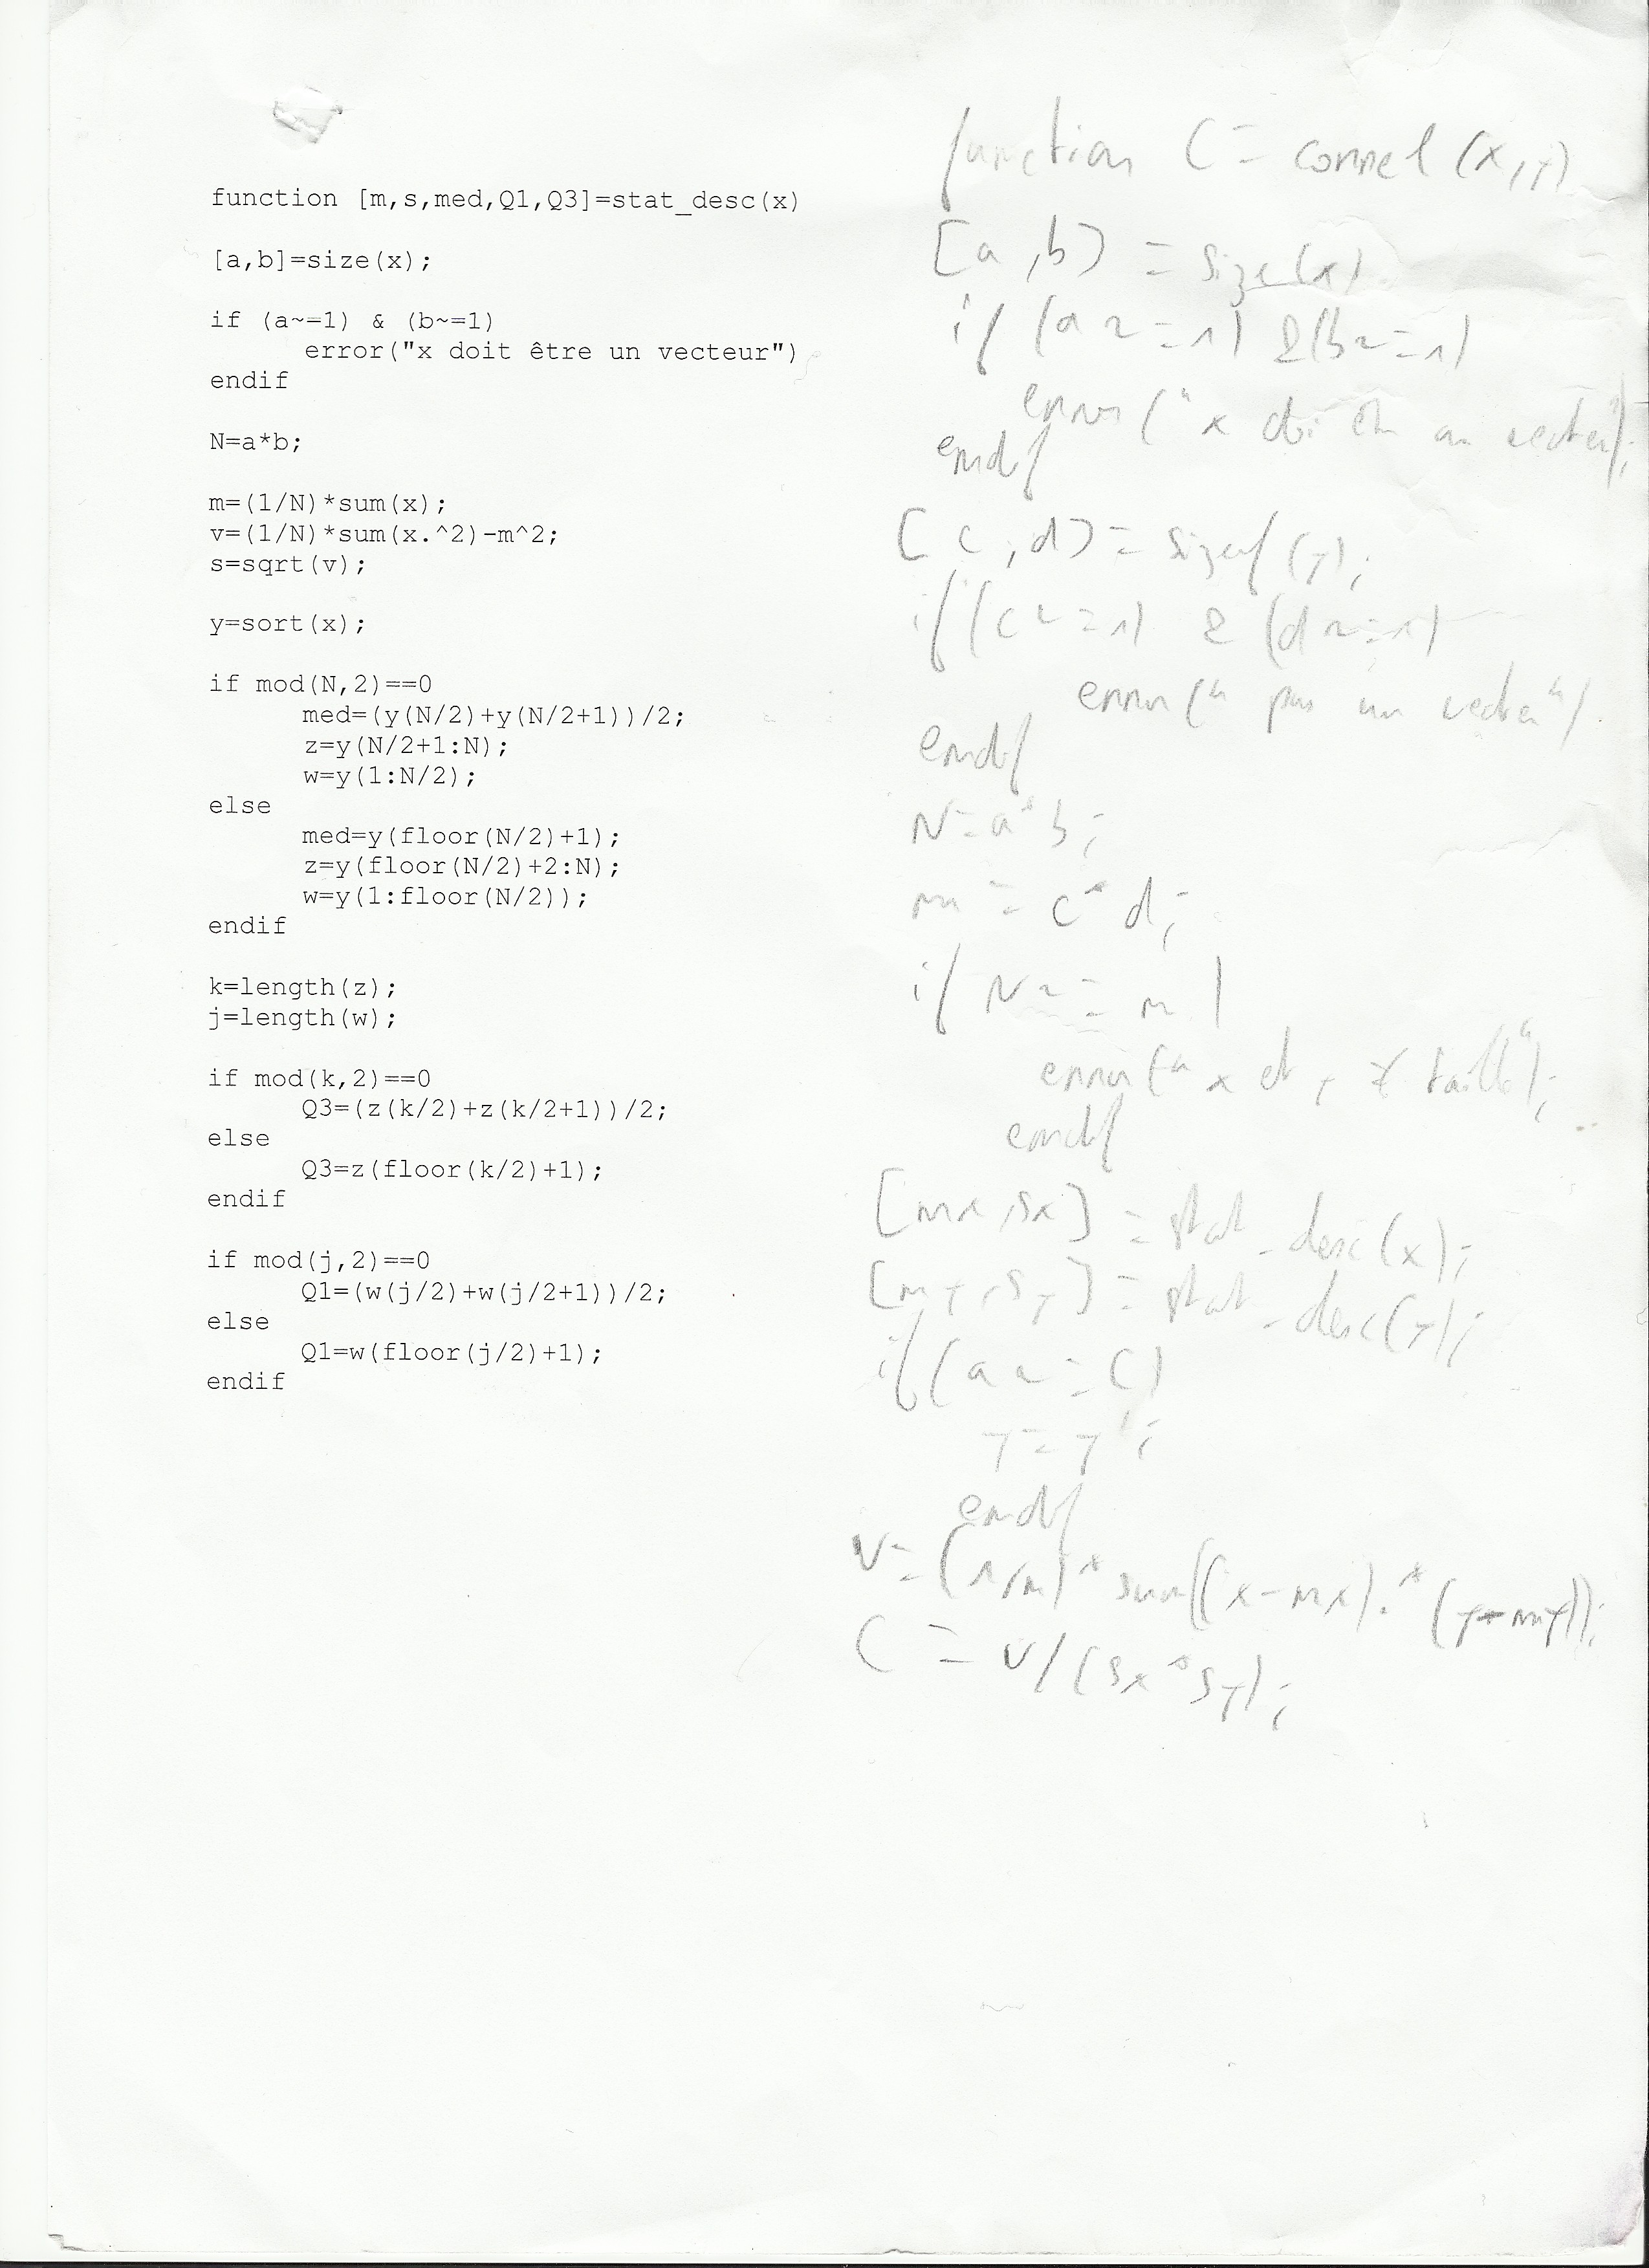 function [m,s,med,Q1,Q3]=stat_desc(x)
[a,b]=size(x);
if (a~=1) & (b~=1)
error("x doit être un vecteur")
endif
N=a*b;
m=(1/N)*sum(x);
v=(1/N)*sum(x.^2)-m^2;
s=sqrt(v);
y=sort(x);
if mod(N,2)==0
med=(y(N/2)+y(N/2+1))/2;
z=y(N/2+1:N);
w=y(1:N/2);
else
med=y(floor(N/2)+1);
z=y(floor(N/2)+2:N);
w=y(1:floor(N/2));
endif
k=length(z);
j=length(w);
if mod(k,2)==0
Q3=(z(k/2)+z(k/2+1))/2;
else
Q3=z(floor(k/2)+1);
endif
if mod(j,2)==0
Q1=(w(j/2)+w(j/2+1))/2;
else
Q1=w(floor(j/2)+1);
endif
function C = correl (x,y)
[a,b] = size(x)
if (a~=1) & (b~=1)
error("x doit être un vecteur");
endif
[c,d] = (y);
if (c~=1) & (d~=1)
error("pas un vecteur")
endif
N=a*b;
= c*d;
if N~=m
error("x et y ≠ taille");
endif
[mx,sx] = stat_desc(x);
[my,sy] = stat_desc(y);
if (a~=c)
y=y';
endif
v=(1/n)*sum((x-mx).*(y-my));
C = v/(sx*sy);